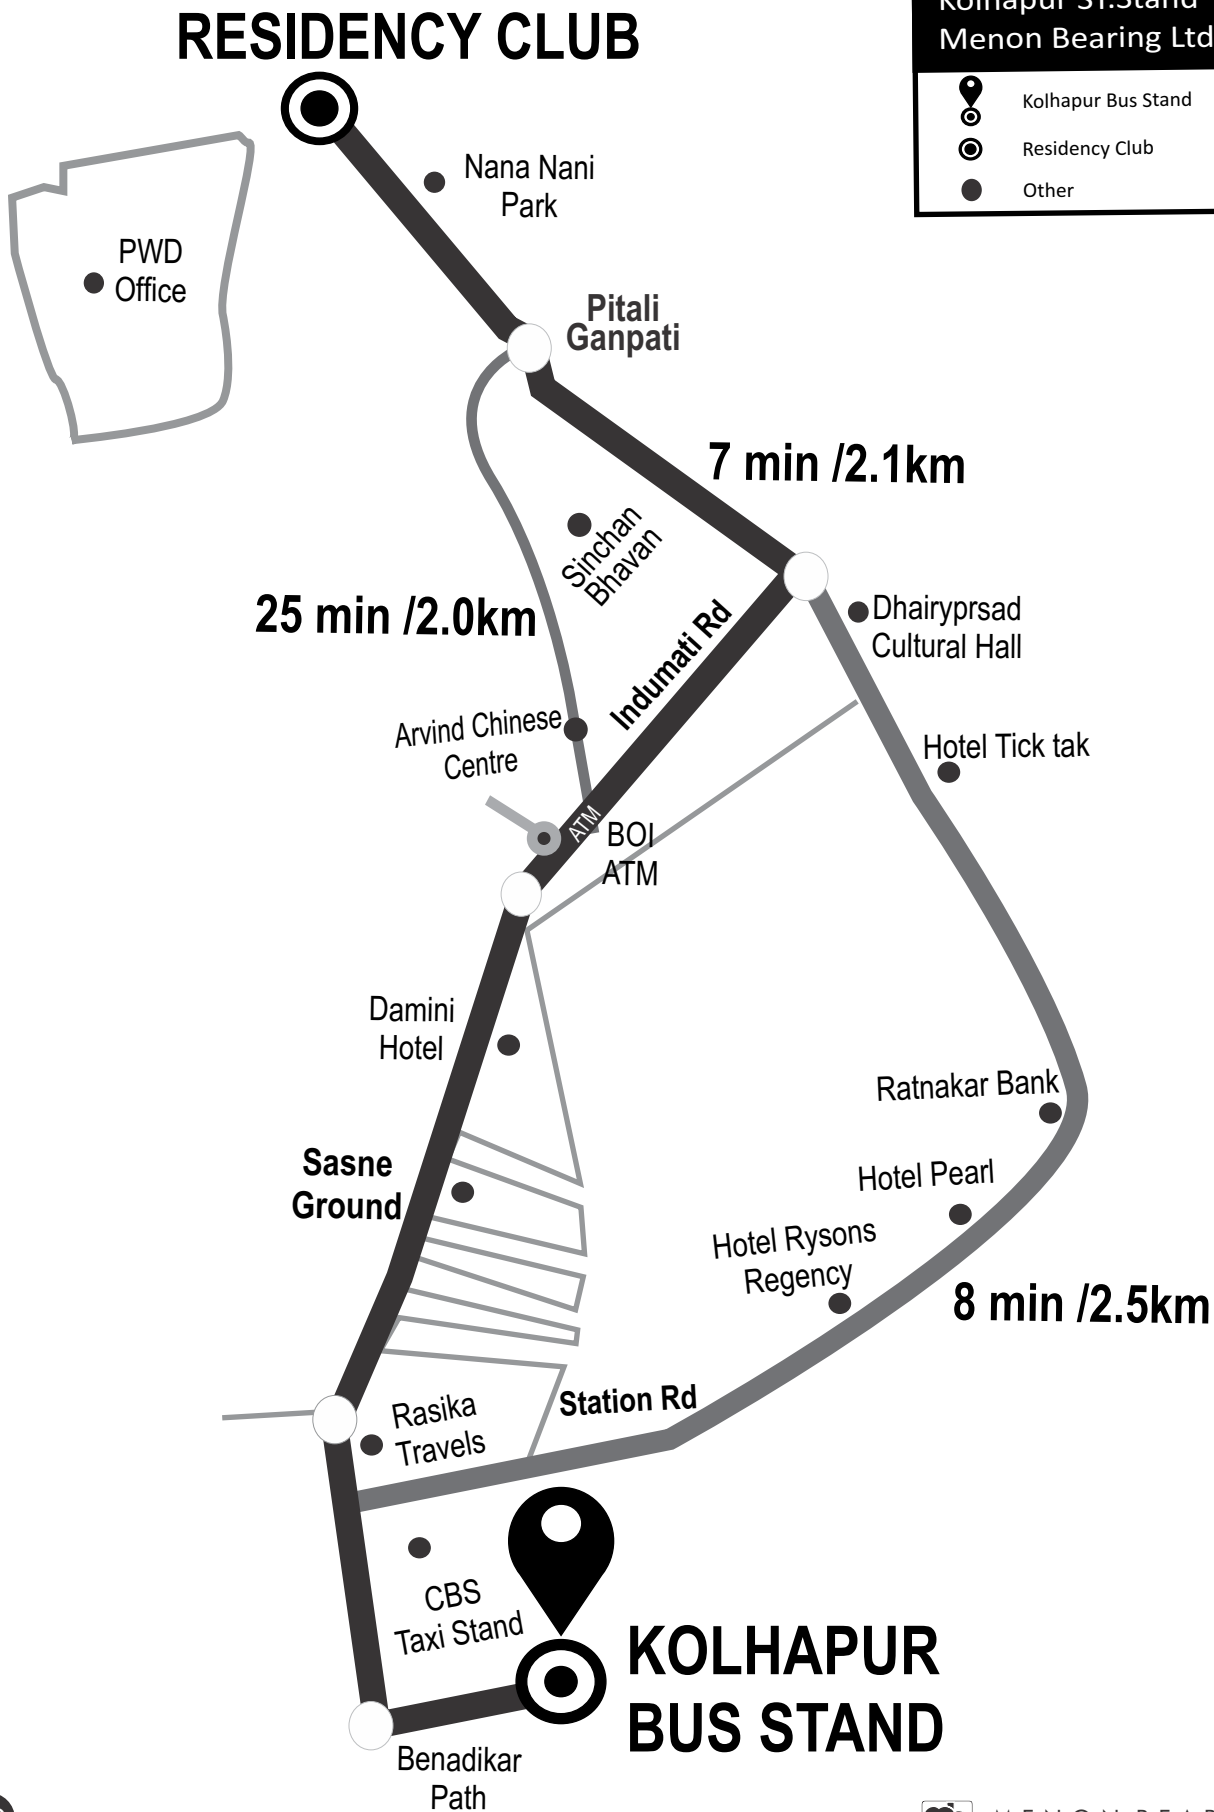 RESIDENCY CLUB
Menon Bearing Ltd
Kolhapur Bus Stand
Residency Club
Other
Nana Nani
Park
PWD
Office
Pitali
Ganpati
7 min /2.1km
Sinchan
Bhavan
25 min /2.0km
Indumati Rd
Dhairyprsad
Cultural Hall
Arvind Chinese
Centre
Hotel Tick tak
ATM
BOI
ATM
Damini
Hotel
Ratnakar Bank
Sasne
Ground
Hotel Pearl
Hotel Rysons
Regency
8 min /2.5km
Station Rd
Rasika
Travels
CBS
Taxi Stand
KOLHAPUR
BUS STAND
Benadikar
Path